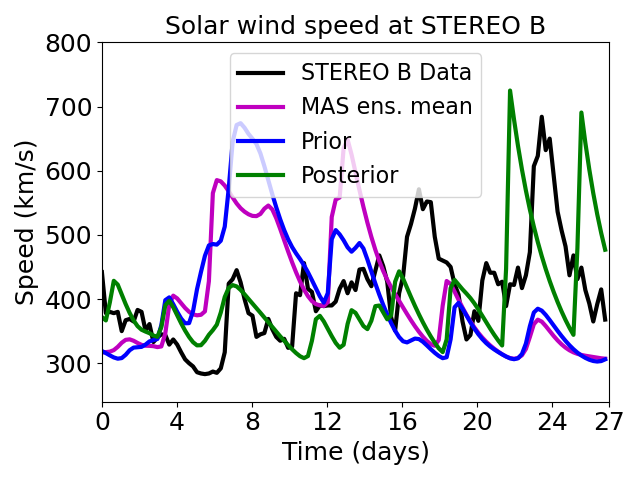 Solar wind speed at STEREO B
800
700
600
500
400
300
Speed (km/s)
STEREO B Data
MAS ens. mean
Prior
Posterior
0 4 8 12 16 20 24 27
Time (days)